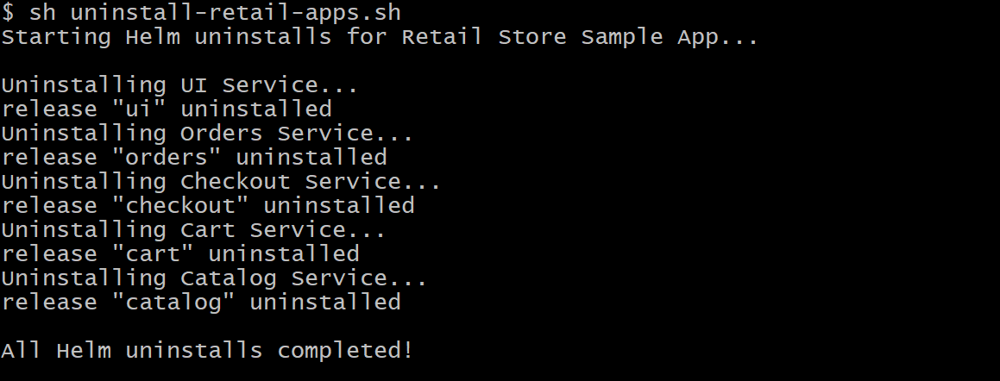 $ sh uninstall-retail-apps.sh
Starting Helm uninstalls for Retail Store Sample App...
Uninstalling UI Service...
release "ui" uninstalled
Uninstalling Orders Service...
release "orders" uninstalled
Uninstalling Checkout Service...
release "checkout" uninstalled
Uninstalling Cart Service...
release "cart" uninstalled
Uninstalling Catalog Service...
release "catalog" uninstalled
All Helm uninstalls completed!